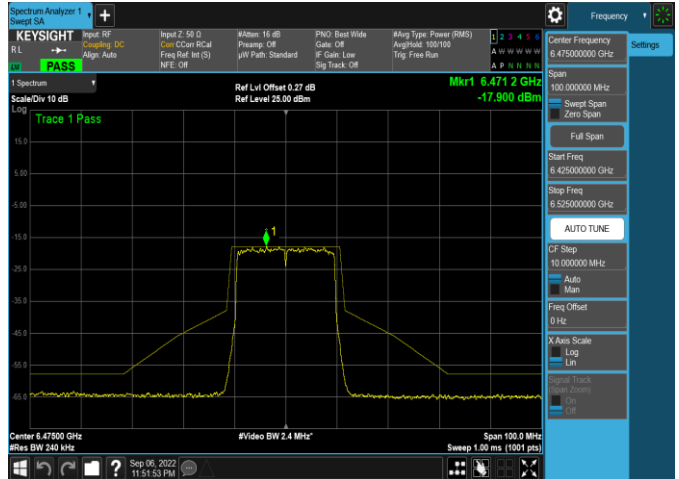 Spectrum Analyzer 1
Swept SA
Frequency
KEYSIGHT
RL
PASS
Input: RF
Coupling: DC
Align: Auto
Input Z: 50 Ω
Corr CCorr RCal
Freq Ref: Int (S)
NFE: Off
#Atten: 16 dB
Preamp: Off
µW Path: Standard
PNO: Best Wide
Gate: Off
IF Gain: Low
Sig Track: Off
#Avg Type: Power (RMS)
Avg|Hold: 100/100
Trig: Free Run
1 2 3 4 5 6
A W W W W W
A P N N N N
1 Spectrum
Scale/Div 10 dB
Log
Ref Lvl Offset 0.27 dB
Ref Level 25.00 dBm
Mkr1 6.471 2 GHz
-17.900 dBm
Trace 1 Pass
15.0
5.00
-5.00
-15.0
-25.0
-35.0
-45.0
-55.0
-65.0
1
Center 6.47500 GHz
#Res BW 240 kHz
#Video BW 2.4 MHz*
Span 100.0 MHz
Sweep 1.00 ms (1001 pts)
Sep 06, 2022
11:51:53 PM
Center Frequency
6.475000000 GHz
Settings
Span
100.000000 MHz
Swept Span
Zero Span
Full Span
Start Freq
6.425000000 GHz
Stop Freq
6.525000000 GHz
AUTO TUNE
CF Step
10.000000 MHz
Auto
Man
Freq Offset
0 Hz
X Axis Scale
Log
Lin
Signal Track
(Span Zoom)
On
Off